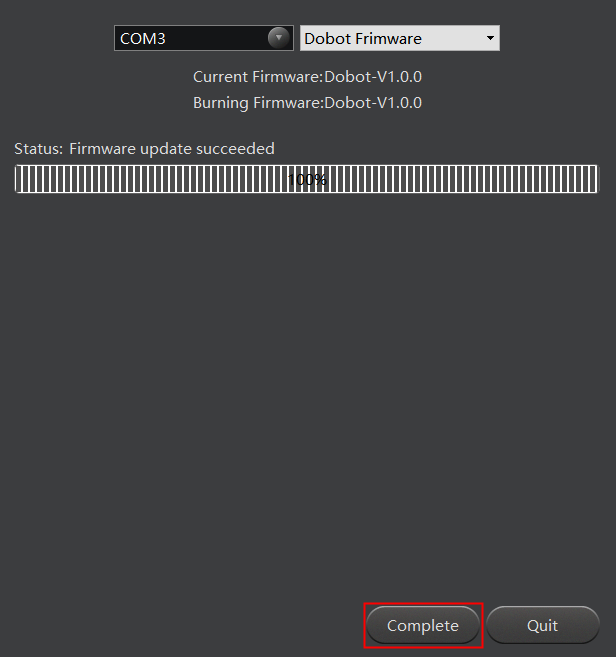 COM3
Dobot Frimware
Current Firmware:Dobot-V1.0.0
Burning Firmware:Dobot-V1.0.0
Status: Firmware update succeeded
100%
Complete
Quit